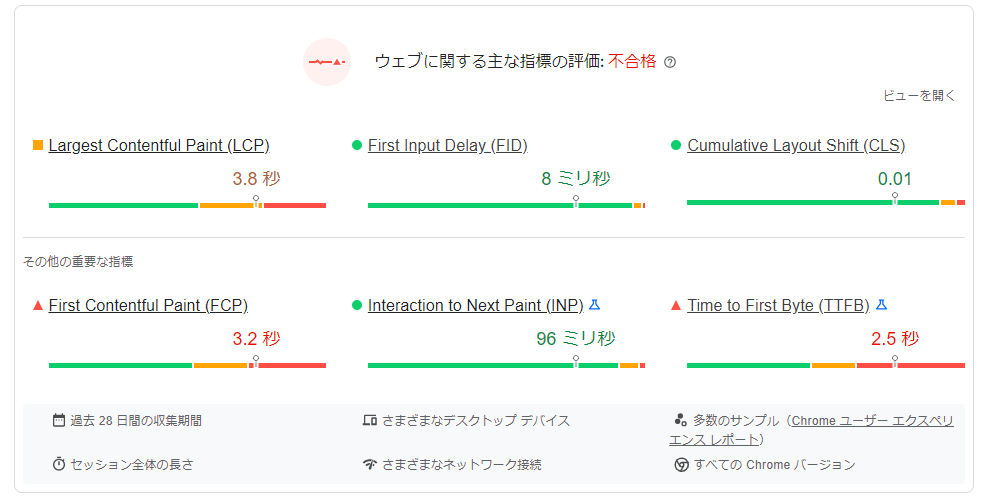 ウェブに関する主な指標の評価: 不合格
ビューを開く
Largest Contentful Paint (LCP)
3.8 秒
First Input Delay (FID)
8 ミリ秒
Cumulative Layout Shift (CLS)
0.01
その他の重要な指標
First Contentful Paint (FCP)
3.2 秒
Interaction to Next Paint (INP)
96 ミリ秒
Time to First Byte (TTFB)
2.5 秒
過去 28 日間の収集期間
さまざまなデスクトップ デバイス
多数のサンプル（Chrome ユーザー エクスペリ
エンス レポート）
セッション全体の長さ
さまざまなネットワーク接続
すべての Chrome バージョン